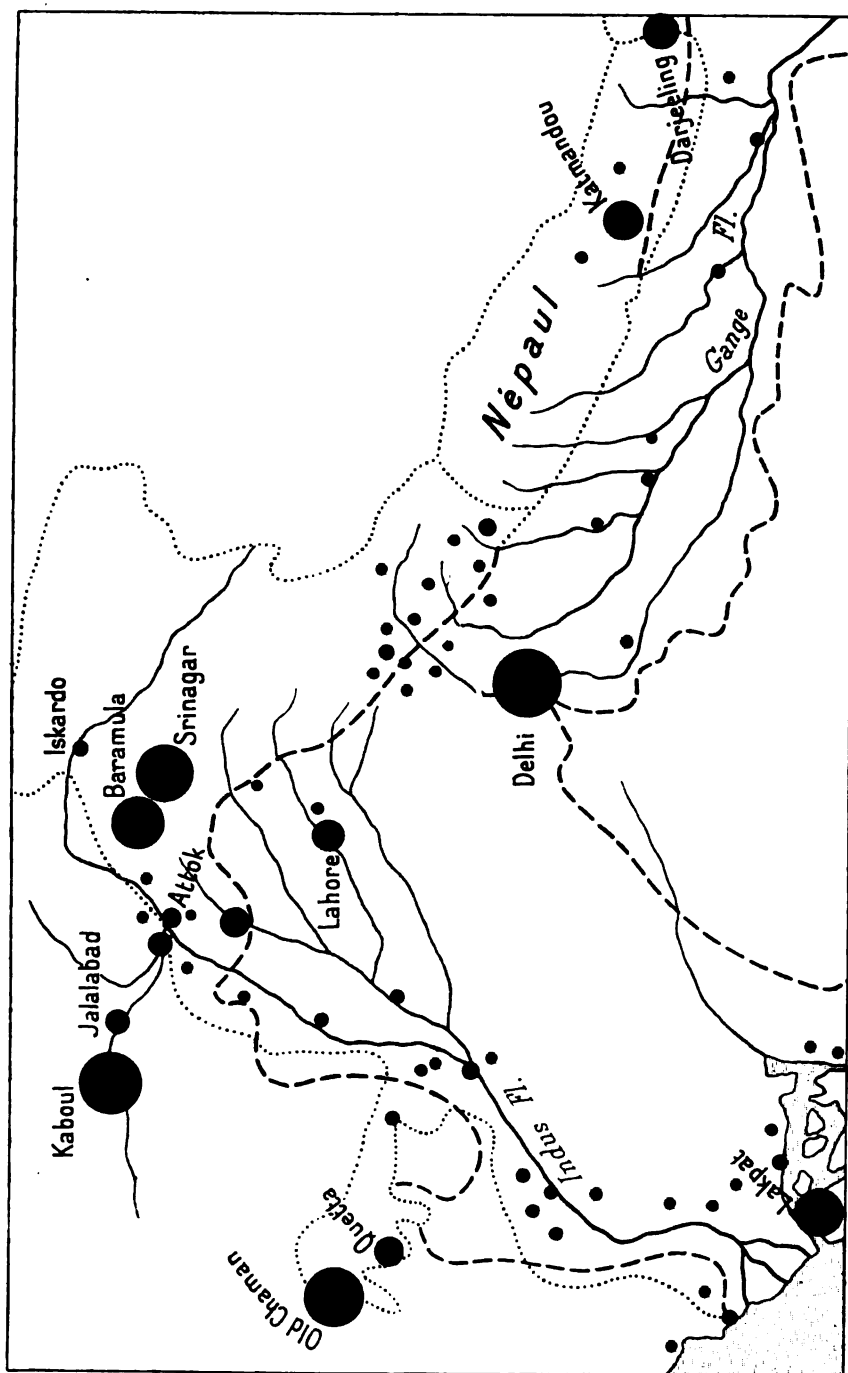 Iskardo
Baramula
Srinagar
Attok
Jalalabad
Kaboul
Lahore
Delhi
Népaul
Katmandou
Darjeeling
Gange Fl.
Indus Fl.
Quetta
Old Chaman
Lakpat